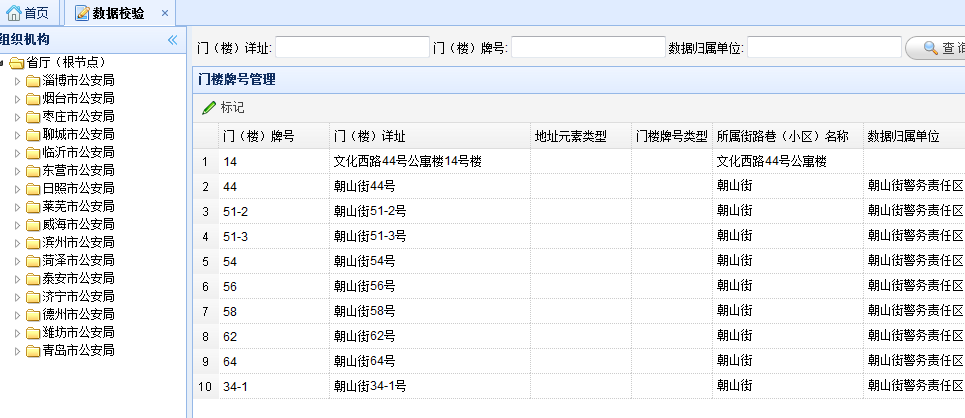 首页 数据校验 ×
组织机构 «
省厅（根节点）
淄博市公安局
烟台市公安局
枣庄市公安局
聊城市公安局
临沂市公安局
东营市公安局
日照市公安局
莱芜市公安局
威海市公安局
滨州市公安局
菏泽市公安局
泰安市公安局
济宁市公安局
德州市公安局
潍坊市公安局
青岛市公安局
门（楼）详址: 门（楼）牌号: 数据归属单位: 查询
门楼牌号管理
标记
门（楼）牌号 门（楼）详址 地址元素类型 门楼牌号类型 所属街路巷（小区）名称 数据归属单位
1 14 文化西路44号公寓楼14号楼 文化西路44号公寓楼
2 44 朝山街44号 朝山街 朝山街警务责任区
3 51-2 朝山街51-2号 朝山街 朝山街警务责任区
4 51-3 朝山街51-3号 朝山街 朝山街警务责任区
5 54 朝山街54号 朝山街 朝山街警务责任区
6 56 朝山街56号 朝山街 朝山街警务责任区
7 58 朝山街58号 朝山街 朝山街警务责任区
8 62 朝山街62号 朝山街 朝山街警务责任区
9 64 朝山街64号 朝山街 朝山街警务责任区
10 34-1 朝山街34-1号 朝山街 朝山街警务责任区